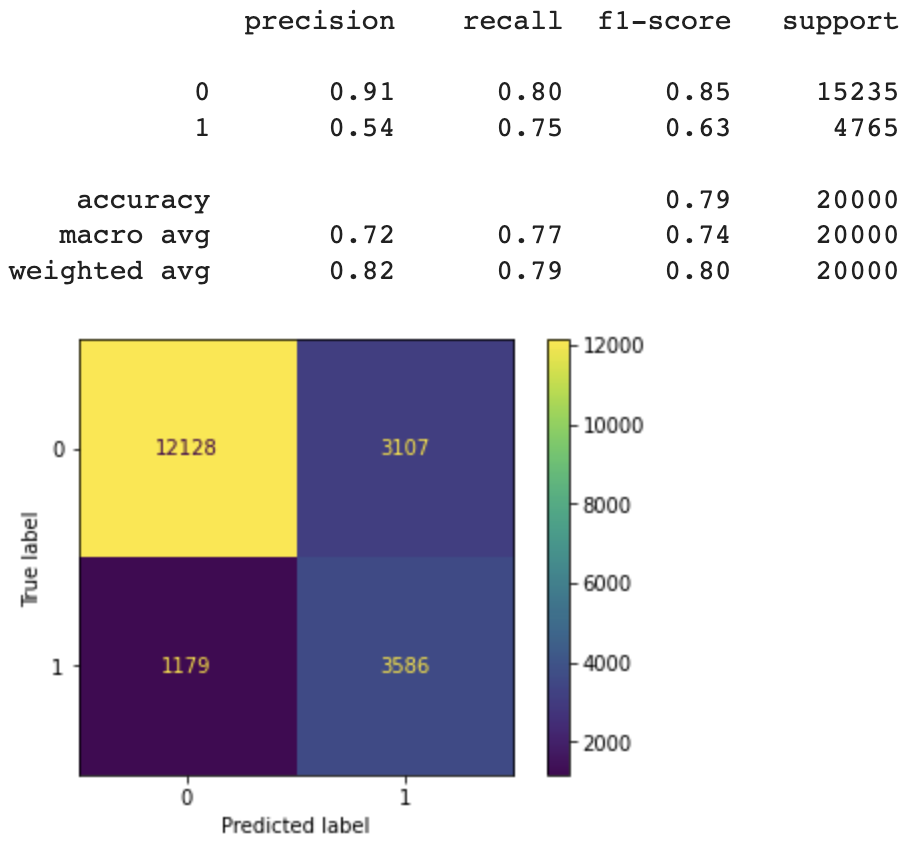 precision recall f1-score support
0 0.91 0.80 0.85 15235
1 0.54 0.75 0.63 4765
accuracy 0.79 20000
macro avg 0.72 0.77 0.74 20000
weighted avg 0.82 0.79 0.80 20000
12000
10000
8000
6000
4000
2000
True label
0
12128 3107
1
1179 3586
0 1
Predicted label